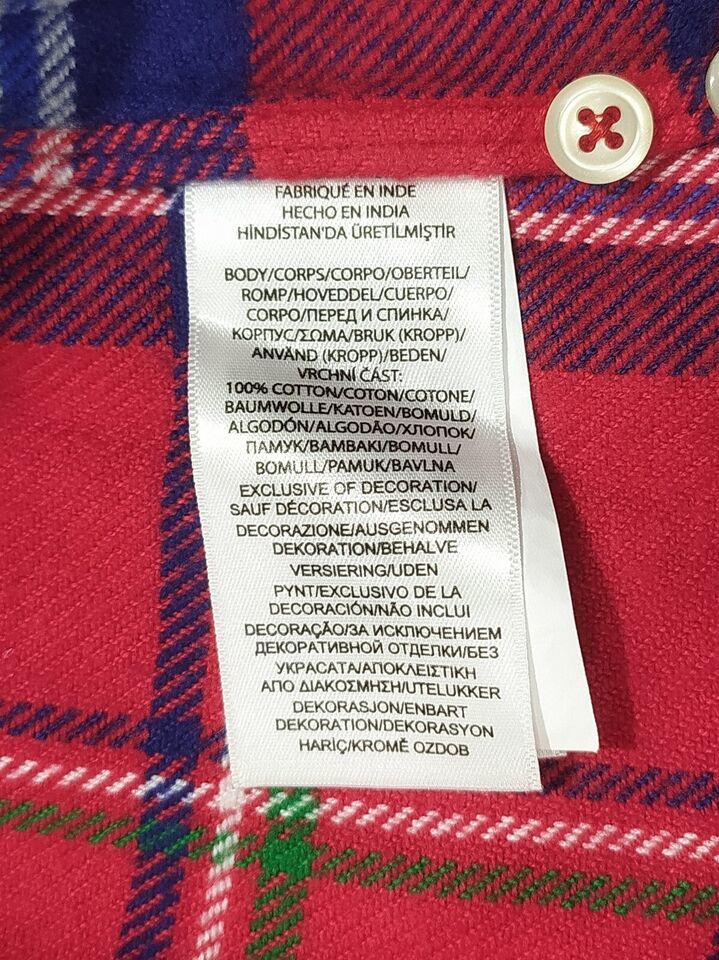 FABRIQUÉ EN INDE
HECHO EN INDIA
HİNDİSTAN'DA ÜRETİLMİŞTİR
BODY/CORPS/CORPO/OBERTEIL/
ROMP/HOVEDDEL/CUERPO/
CORPO/ПЕРЕД И СПИНКА/
КОРПУС/ΣΩΜΑ/BRUK (KROPP)/
ANVÄND (KROPP)/BEDEN/
VRCHNÍ ČÁST:
100% COTTON/COTON/COTONE/
BAUMWOLLE/KATOEN/BOMULD/
ALGODÓN/ALGODÃO/ХЛОПОК/
ПАМУК/BAMBAKI/BOMULL/
BOMULL/PAMUK/BAVLNA
EXCLUSIVE OF DECORATION/
SAUF DÉCORATION/ESCLUSA LA
DECORAZIONE/AUSGENOMMEN
DEKORATION/BEHALVE
VERSIERING/UDEN
PYNT/EXCLUSIVO DE LA
DECORACIÓN/NÃO INCLUI
DECORAÇÃO/ЗА ИСКЛЮЧЕНИЕМ
ДЕКОРАТИВНОЙ ОТДЕЛКИ/БЕЗ
УКРАСАТА/ΑΠΟΚΛΕΙΣΤΙΚΗ
ΑΠΟ ΔΙΑΚΟΣΜΗΣΗ/UTELUKKER
DEKORASJON/ENBART
DEKORATION/DEKORASYON
HARİÇ/KROMĚ OZDOB